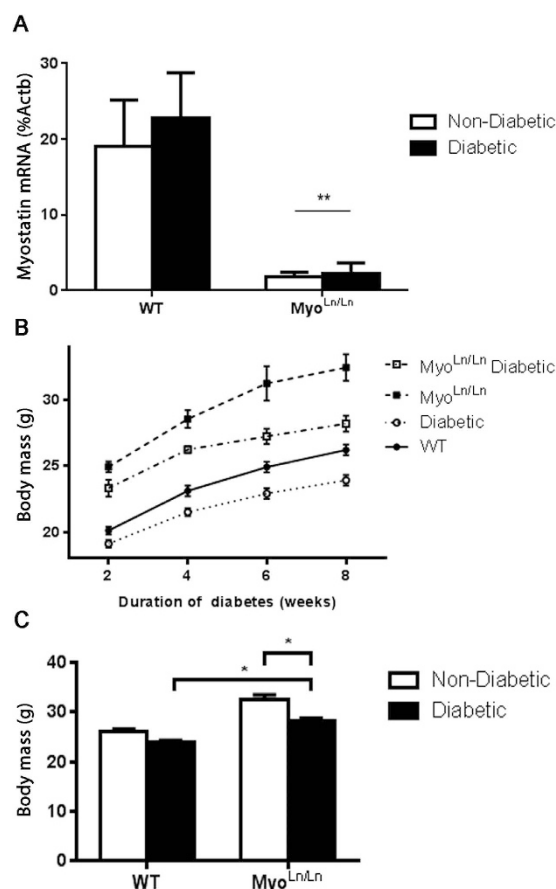 A
Myostatin mRNA (%Actb)
30
20
10
0
**
WT
Myo^Ln/Ln
Non-Diabetic
Diabetic
B
Body mass (g)
30
25
20
2
4
6
8
Duration of diabetes (weeks)
Myo^Ln/Ln Diabetic
Myo^Ln/Ln
Diabetic
WT
C
Body mass (g)
40
30
20
10
0
*
*
WT
Myo^Ln/Ln
Non-Diabetic
Diabetic